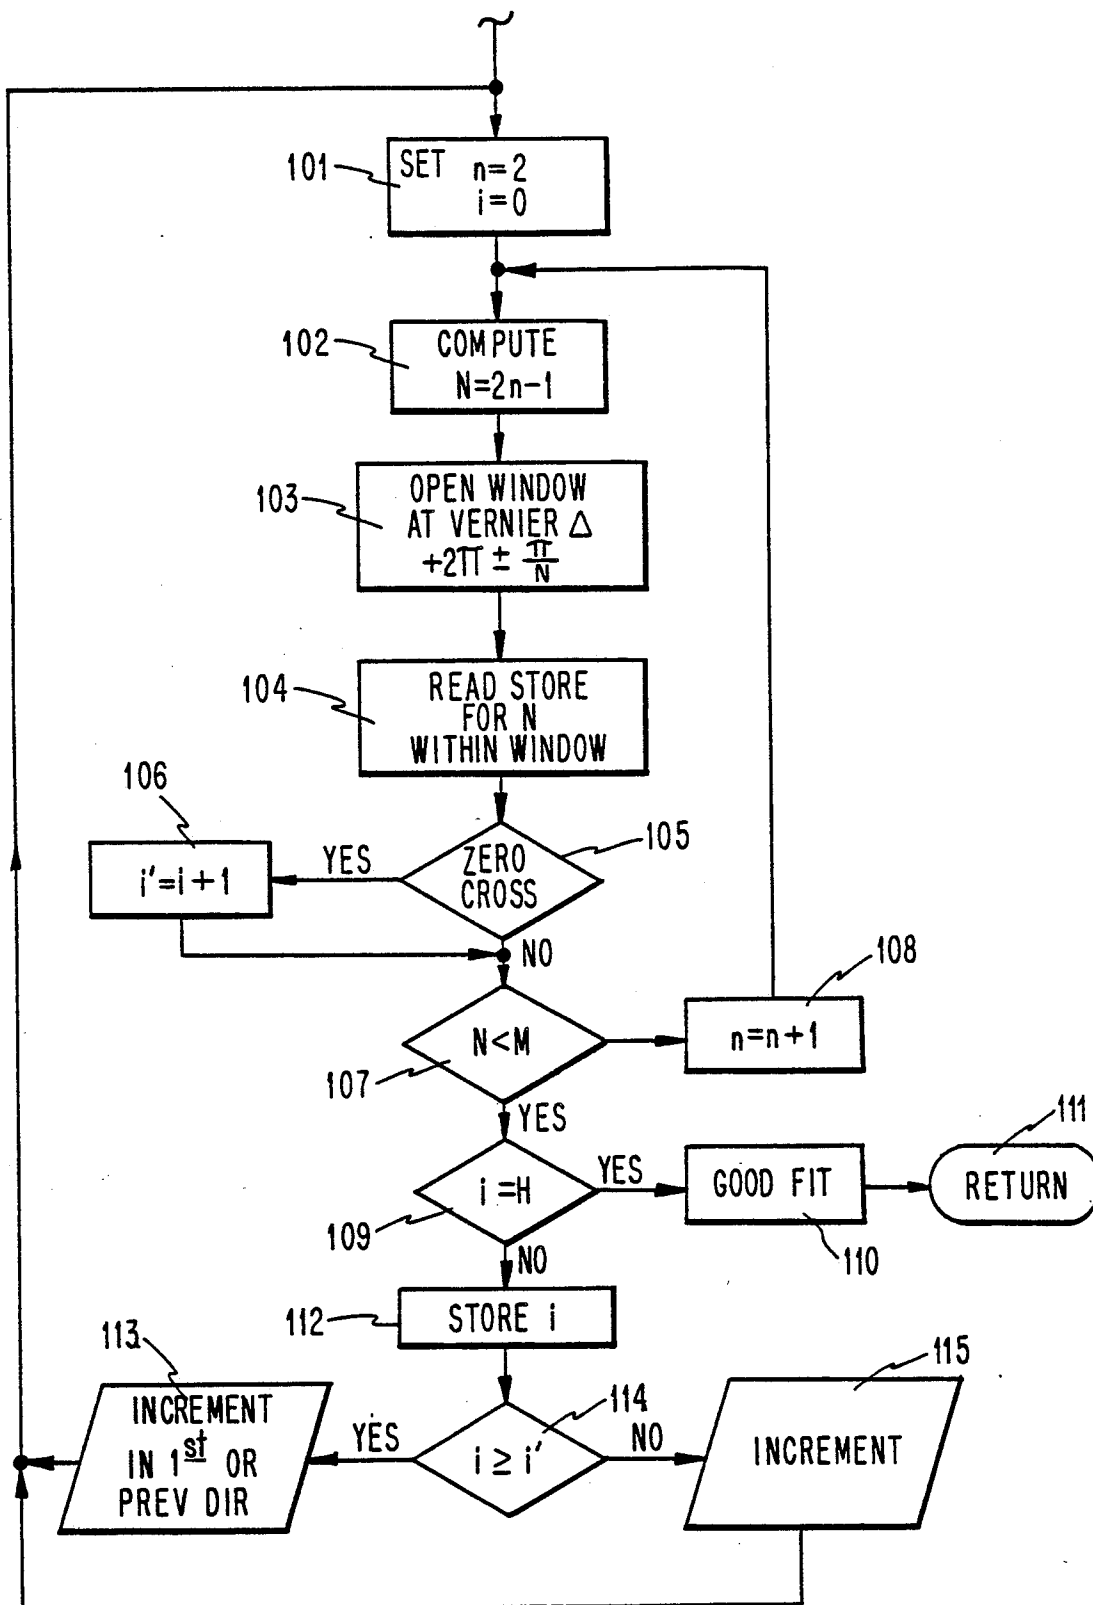 101
SET n=2
i=0
102
COMPUTE
N=2n-1
103
OPEN WINDOW
AT VERNIER Δ
+2π ± π/N
104
READ STORE
FOR N
WITHIN WINDOW
106
i'=i+1
YES
ZERO
CROSS
105
NO
108
n=n+1
N<M
107
YES
111
i=H
YES
GOOD FIT
RETURN
109
110
NO
112
STORE i
113
INCREMENT
IN 1st OR
PREV DIR
YES
i≥i'
114
NO
115
INCREMENT